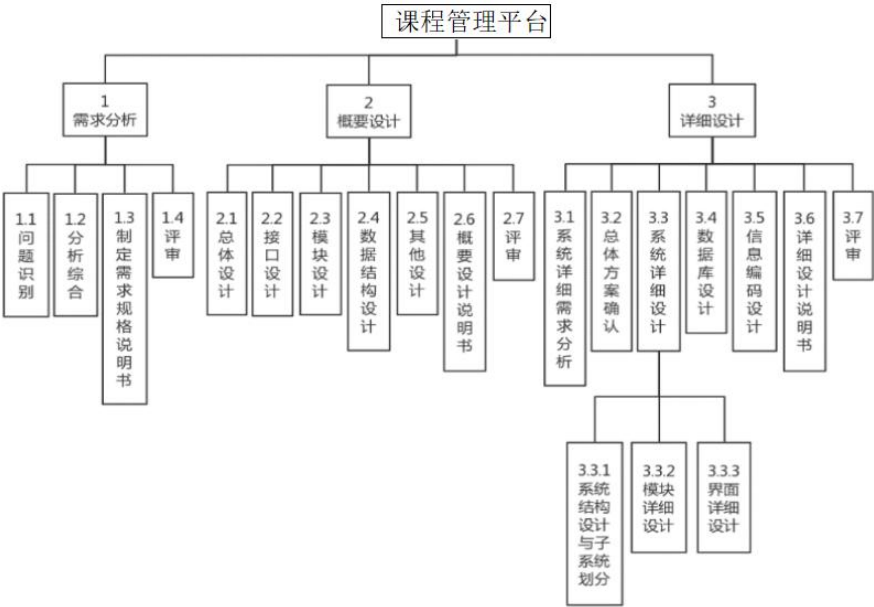 课程管理平台
1
需求分析
2
概要设计
3
详细设计
1.1
问题识别
1.2
分析综合
1.3
制定需求规格说明书
1.4
评审
2.1
总体设计
2.2
接口设计
2.3
模块设计
2.4
数据结构设计
2.5
其他设计
2.6
概要设计说明书
2.7
评审
3.1
系统详细需求分析
3.2
总体方案确认
3.3
系统详细设计
3.4
数据库设计
3.5
信息编码设计
3.6
详细设计说明书
3.7
评审
3.3.1
系统
结构
设计
与子
系统
划分
3.3.2
模块
详细
设计
3.3.3
界面
详细
设计